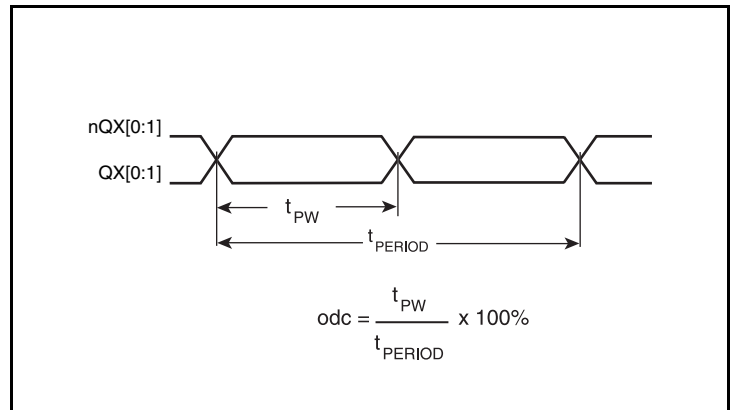 nQX[0:1]
QX[0:1]
tPW
tPERIOD
odc = tPW / tPERIOD x 100%